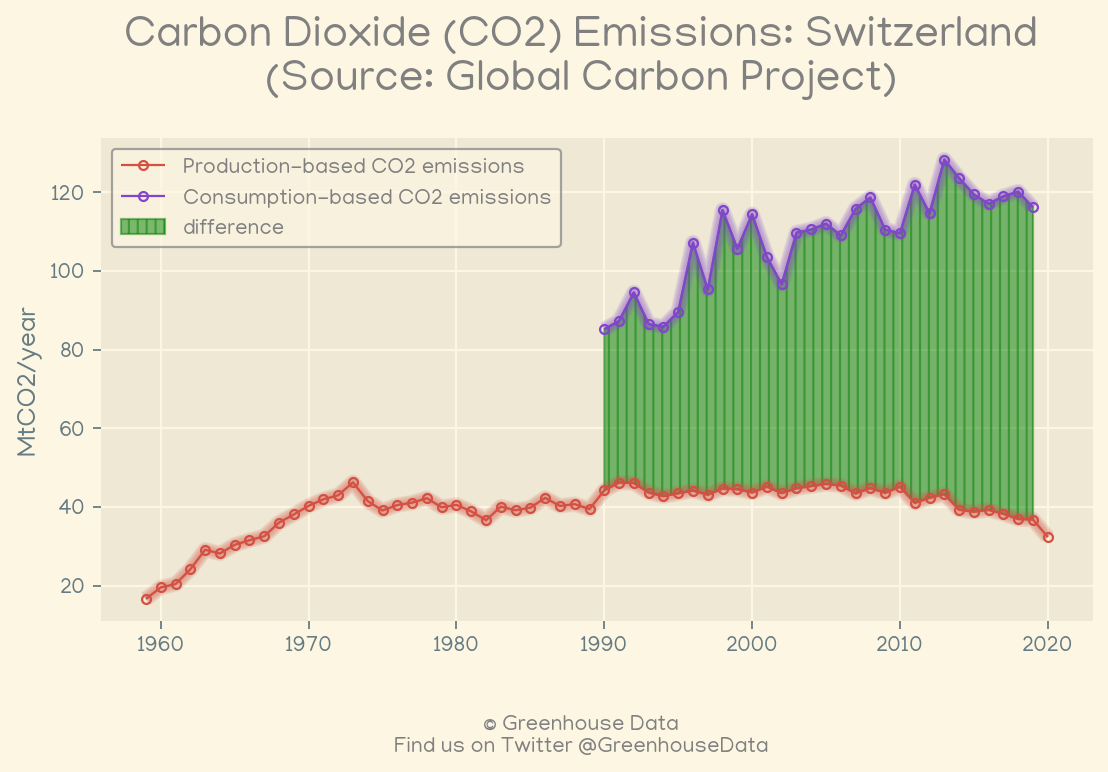 Carbon Dioxide (CO2) Emissions: Switzerland
(Source: Global Carbon Project)
Production-based CO2 emissions
Consumption-based CO2 emissions
difference
MtCO2/year
120
100
80
60
40
20
1960 1970 1980 1990 2000 2010 2020
© Greenhouse Data
Find us on Twitter @GreenhouseData